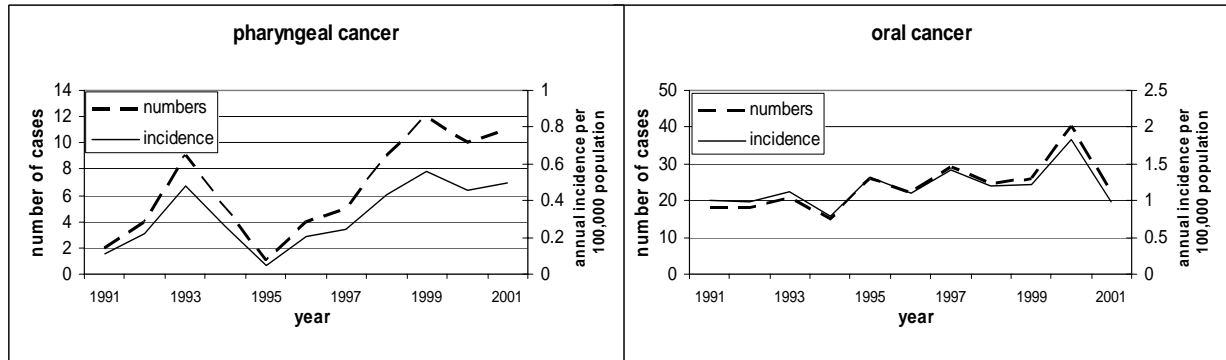 pharyngeal cancer
number of cases
14
12
10
8
6
4
2
0
numbers
incidence
1
0.8
0.6
0.4
0.2
0
annual incidence per
100,000 population
1991
1993
1995
1997
1999
2001
year
oral cancer
number of cases
50
40
30
20
10
0
numbers
incidence
2.5
2
1.5
1
0.5
0
annual incidence per
100,000 population
1991
1993
1995
1997
1999
2001
year